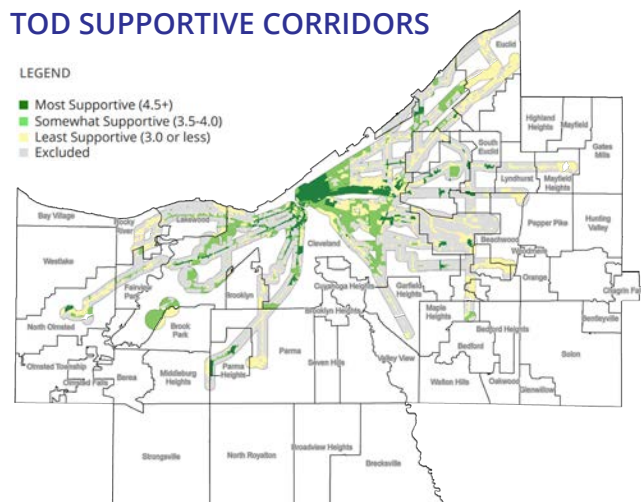 TOD SUPPORTIVE CORRIDORS
LEGEND
Most Supportive (4.5+)
Somewhat Supportive (3.5-4.0)
Least Supportive (3.0 or less)
Excluded
Euclid
Highland
Heights
Mayfield
South
Euclid
Gates
Mills
Lyndhurst
Mayfield
Heights
Bay Village
Rocky
River
Lakewood
Pepper Pike
Hunting
Valley
Cleveland
Beachwood
Westlake
Woodmere
Fairview
Park
Orange
Chagrin Fa
Brooklyn
Cuyahoga Heights
Garfield
Heights
North Olmsted
Brook
Park
Brooklyn Heights
Maple
Heights
Bedford Heights
Bentleyville
Parma
Bedford
Solon
Olmsted Township
Olmsted Falls
Berea
Middleburg
Heights
Parma
Heights
Seven Hills
Valley View
Walton Hills
Oakwood
Glenwillow
Strongsville
North Royalton
Broadview Heights
Brecksville